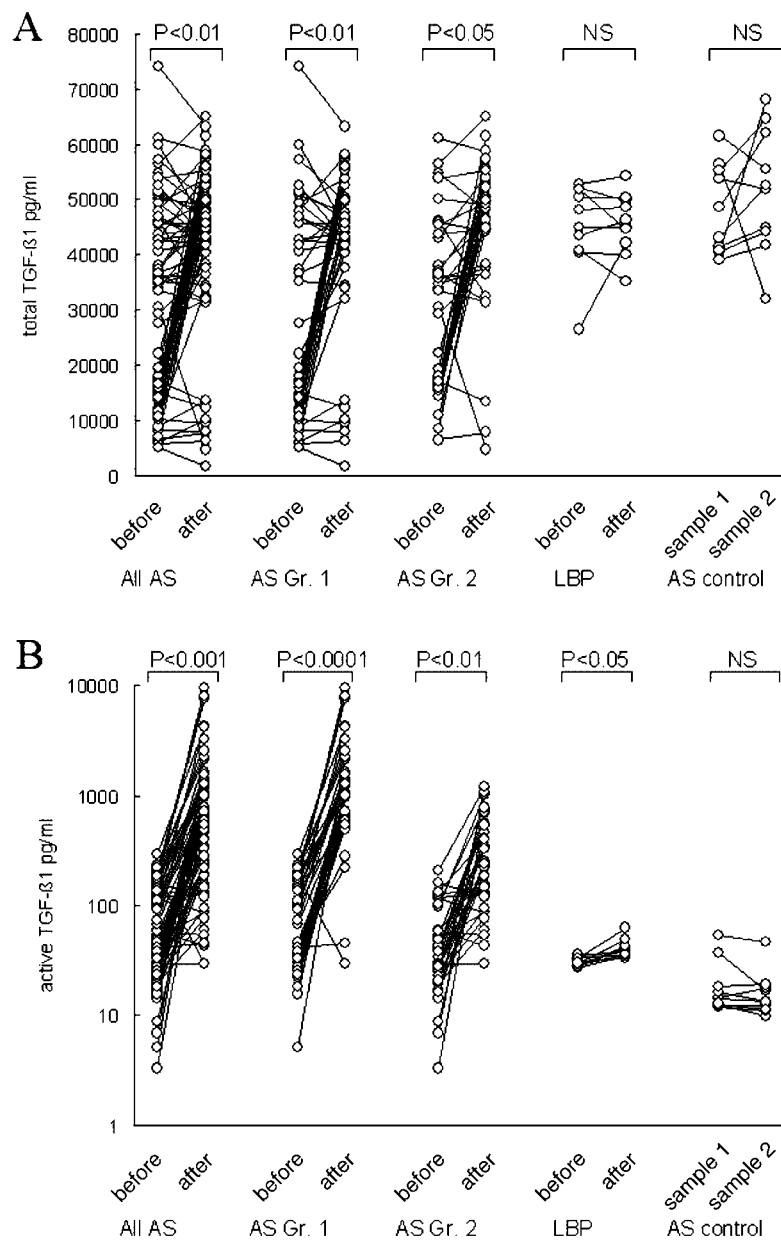 A
P<0.01 P<0.01 P<0.05 NS NS
80000
70000
60000
50000
40000
30000
20000
10000
0
total TGF-ß1 pg/ml
before after before after before after before after sample 1 sample 2
All AS AS Gr. 1 AS Gr. 2 LBP AS control
B
P<0.001 P<0.0001 P<0.01 P<0.05 NS
10000
1000
100
10
1
active TGF-ß1 pg/ml
before after before after before after before after sample 1 sample 2
All AS AS Gr. 1 AS Gr. 2 LBP AS control